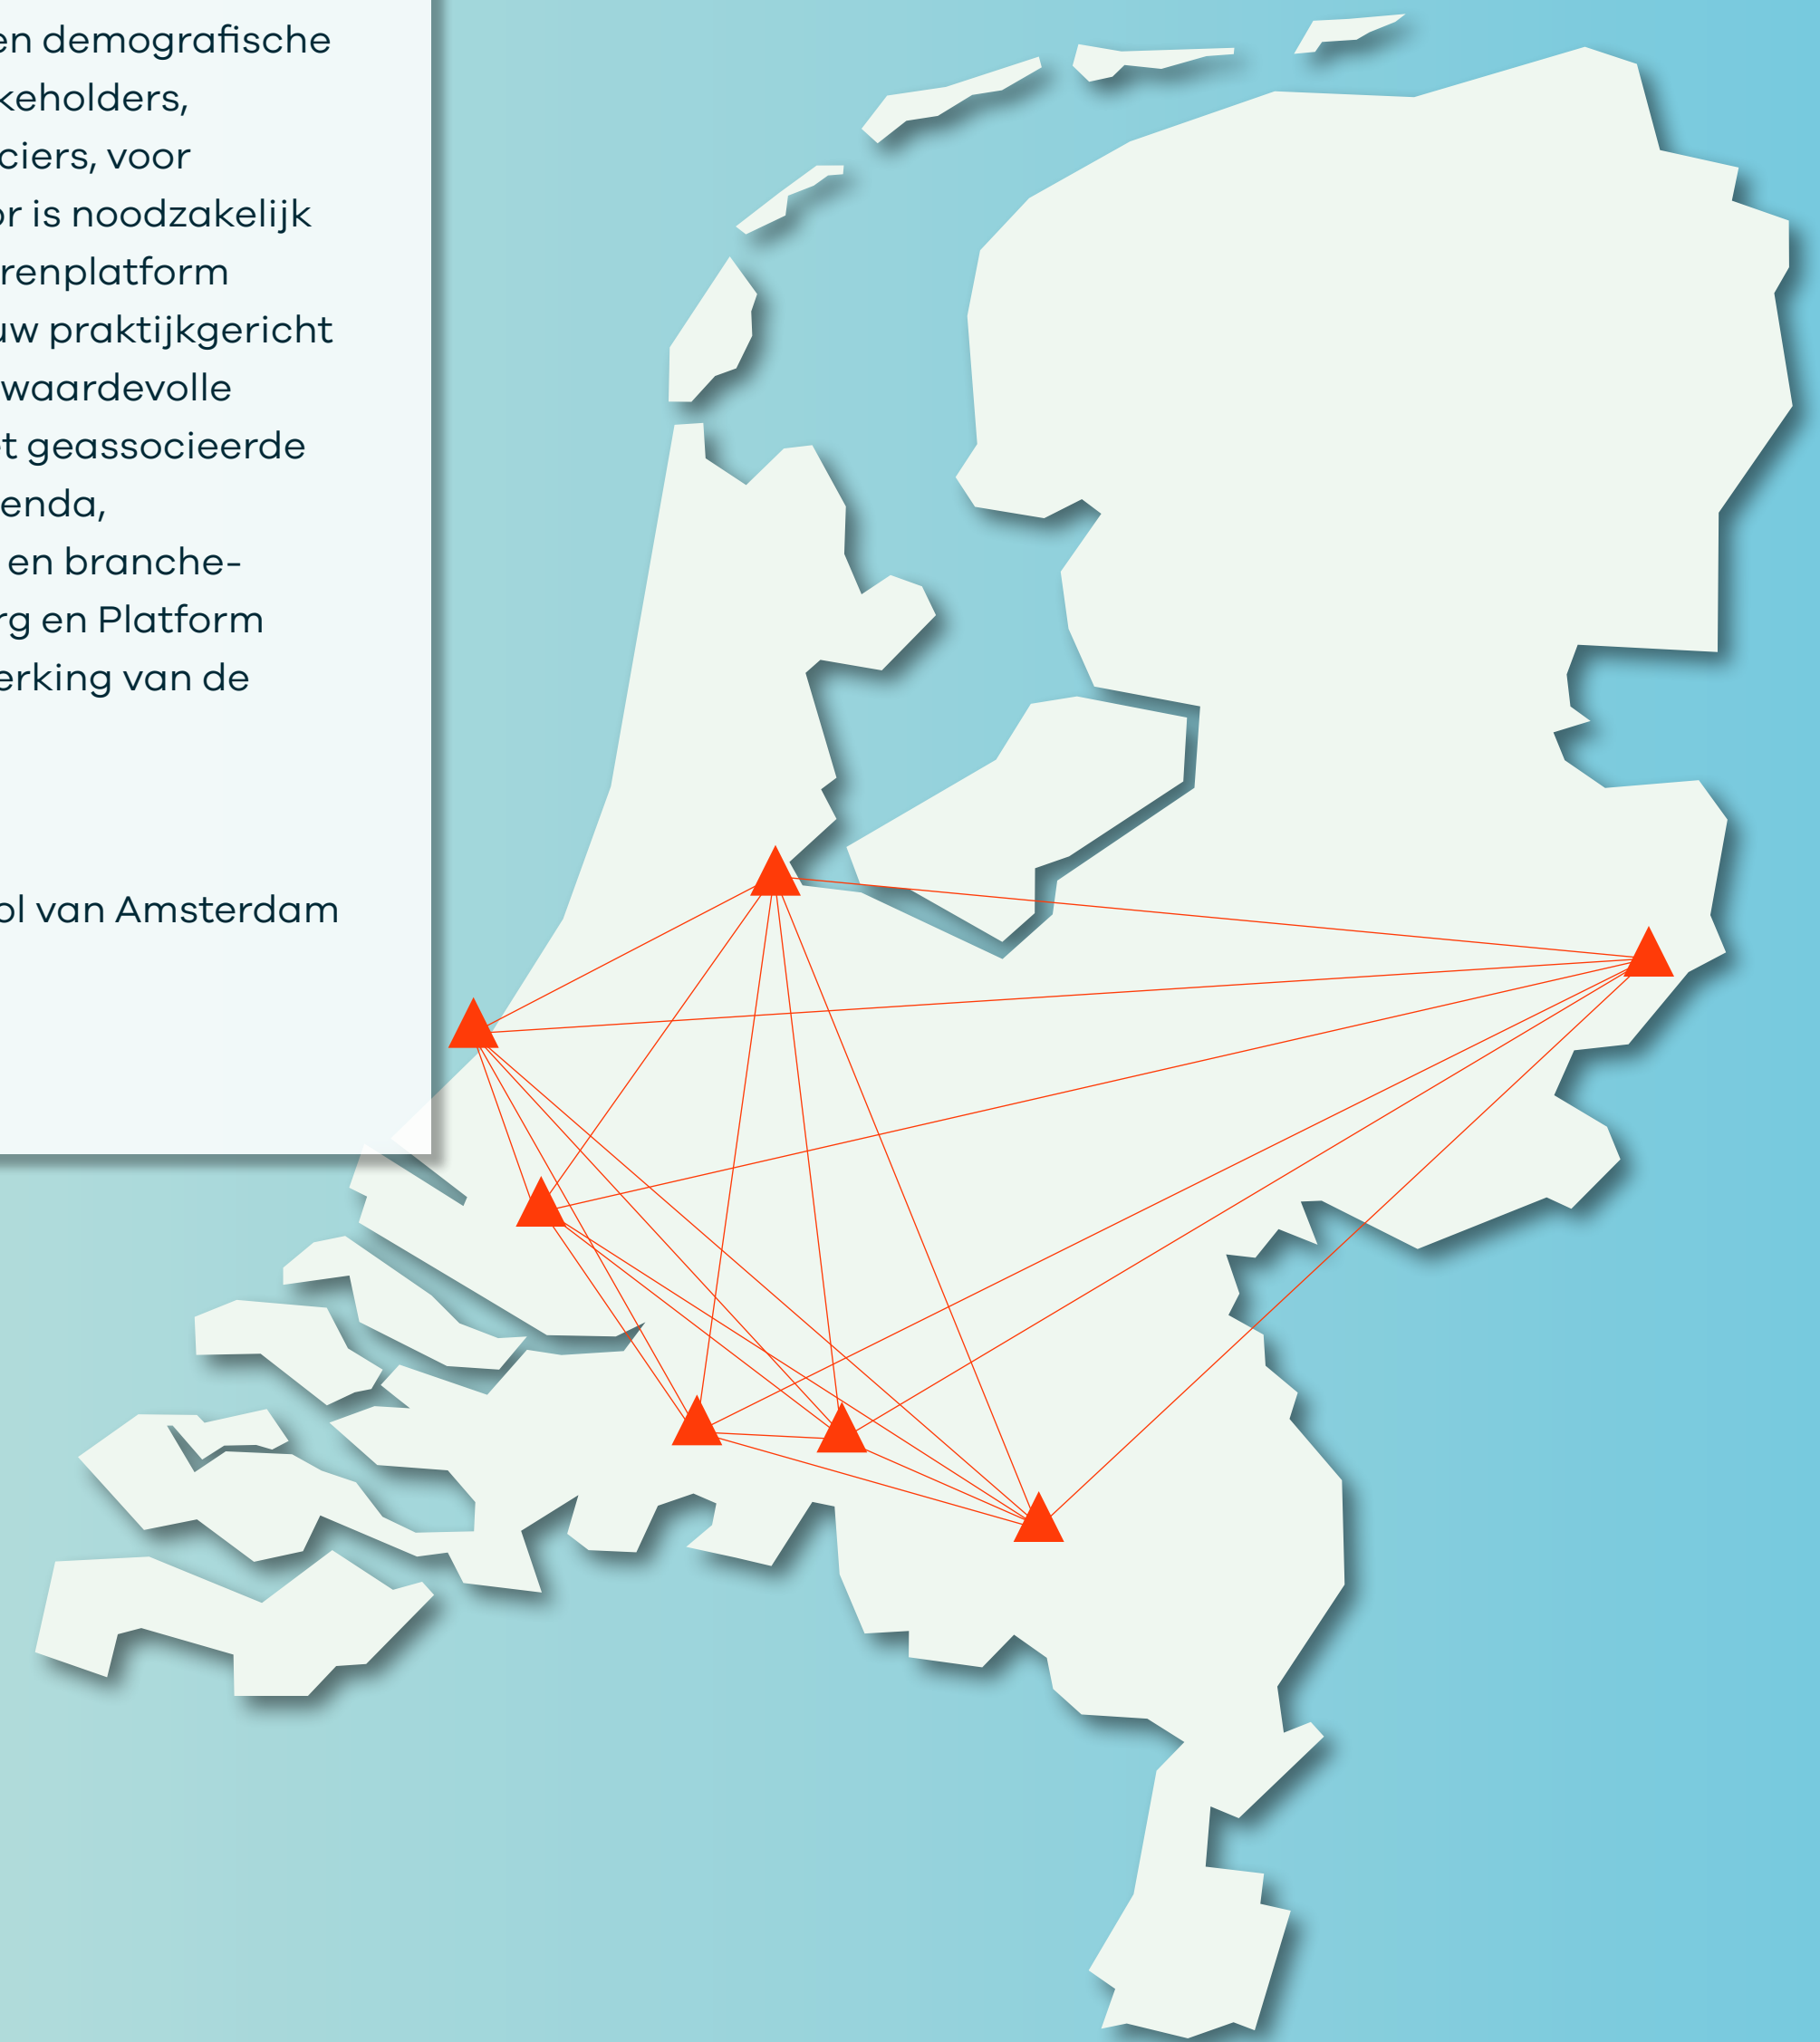 en demografische
keholders,
ciers, voor
or is noodzakelijk
renplatform
uw praktijkgericht
waardevolle
et geassocieerde
enda,
en branche-
rg en Platform
erking van de
ol van Amsterdam